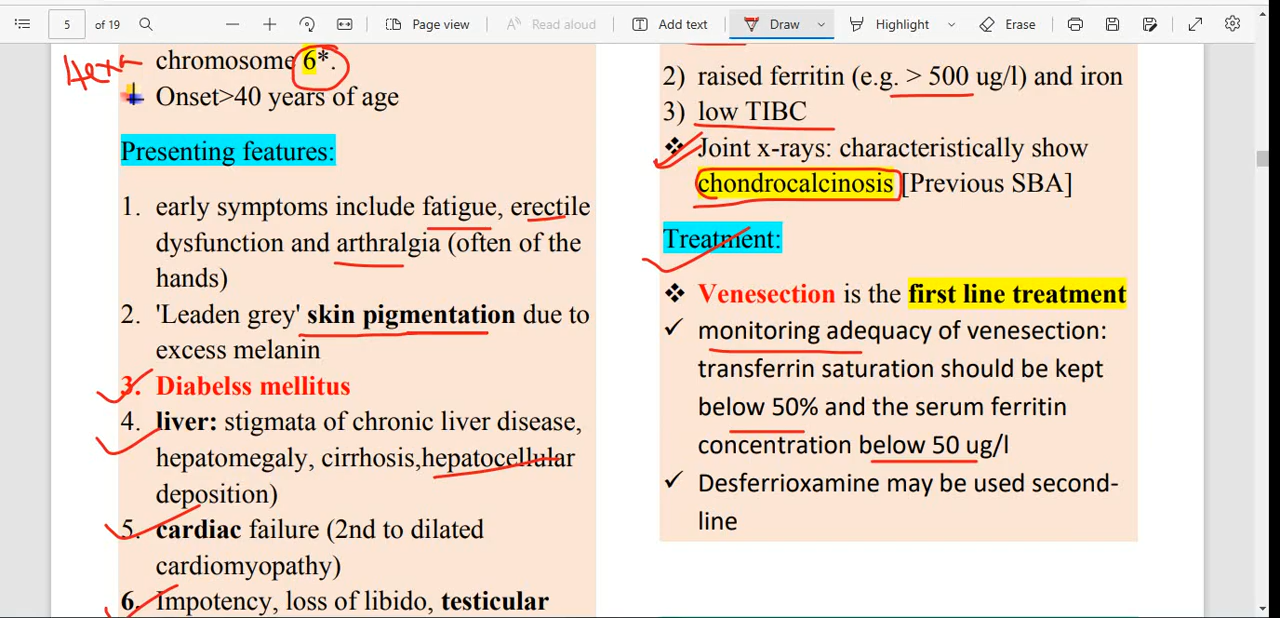 5 of 19
Page view
Read aloud
Add text
Draw
Highlight
Erase
Hexa
chromosome 6*.
Onset>40 years of age
Presenting features:
1. early symptoms include fatigue, erectile
dysfunction and arthralgia (often of the
hands)
2. 'Leaden grey' skin pigmentation due to
excess melanin
3. Diabelss mellitus
4. liver: stigmata of chronic liver disease,
hepatomegaly, cirrhosis,hepatocellular
deposition)
5. cardiac failure (2nd to dilated
cardiomyopathy)
6. Impotency, loss of libido, testicular
2) raised ferritin (e.g. > 500 ug/l) and iron
3) low TIBC
❖ Joint x-rays: characteristically show
chondrocalcinosis [Previous SBA]
Treatment:
❖ Venesection is the first line treatment
✓ monitoring adequacy of venesection:
transferrin saturation should be kept
below 50% and the serum ferritin
concentration below 50 ug/l
✓ Desferrioxamine may be used second-
line